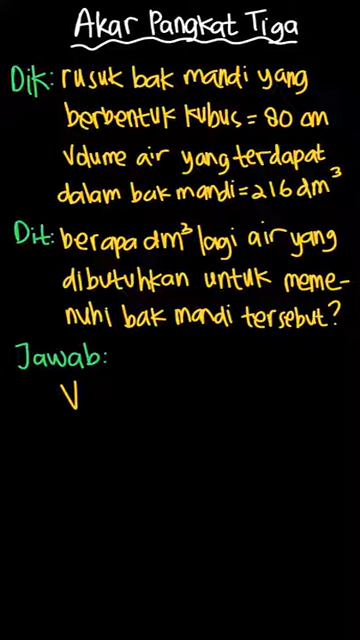 Akar Pangkat Tiga
Dik: rusuk bak mandi yang
berbentuk kubus = 80 cm
Volume air yang terdapat
dalam bak mandi = 216 dm³
Dit: berapa dm³ lagi air yang
dibutuhkan untuk meme-
nuhi bak mandi tersebut?
Jawab:
V